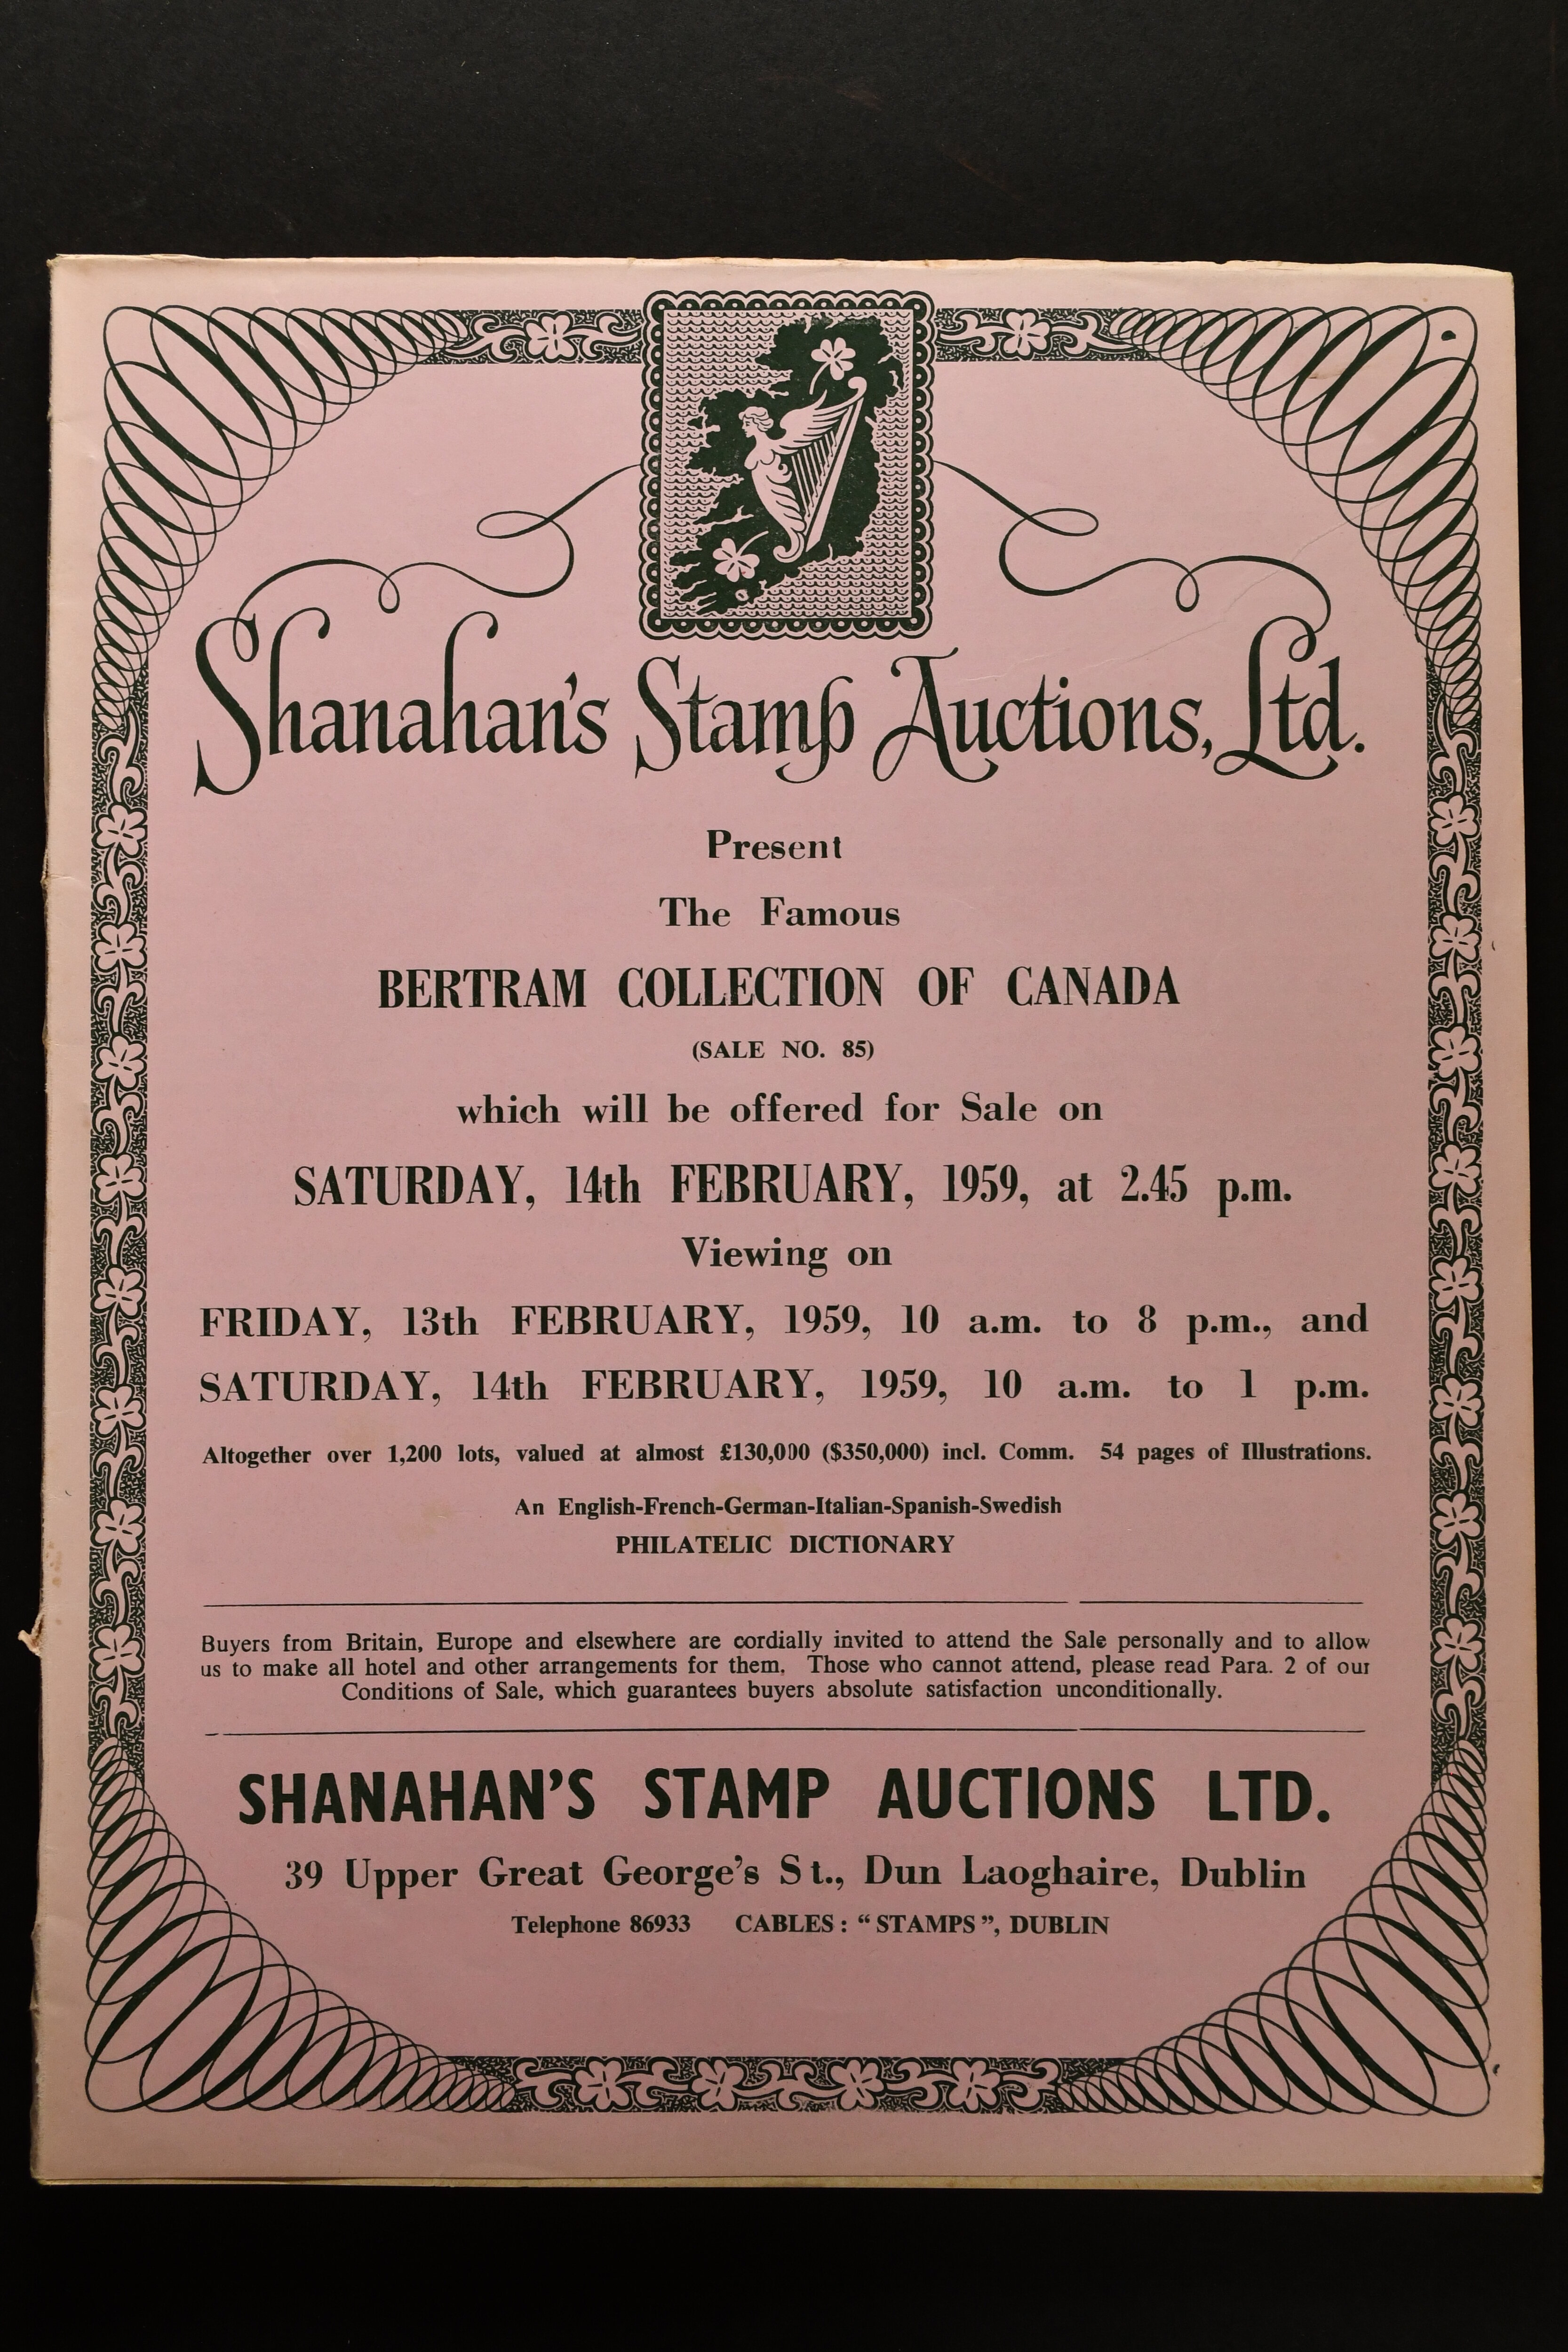 Shanahan's Stamp Auctions, Ltd.
Present
The Famous
BERTRAM COLLECTION OF CANADA
(SALE NO. 85)
which will be offered for Sale on
SATURDAY, 14th FEBRUARY, 1959, at 2.45 p.m.
Viewing on
FRIDAY, 13th FEBRUARY, 1959, 10 a.m. to 8 p.m., and
SATURDAY, 14th FEBRUARY, 1959, 10 a.m. to 1 p.m.
Altogether over 1,200 lots, valued at almost £130,000 ($350,000) incl. Comm. 54 pages of Illustrations.
An English-French-German-Italian-Spanish-Swedish
PHILATELIC DICTIONARY
Buyers from Britain, Europe and elsewhere are cordially invited to attend the Sale personally and to allow
us to make all hotel and other arrangements for them. Those who cannot attend, please read Para. 2 of our
Conditions of Sale, which guarantees buyers absolute satisfaction unconditionally.
SHANAHAN'S STAMP AUCTIONS LTD.
39 Upper Great George's St., Dun Laoghaire, Dublin
Telephone 86933 CABLES: “STAMPS”, DUBLIN